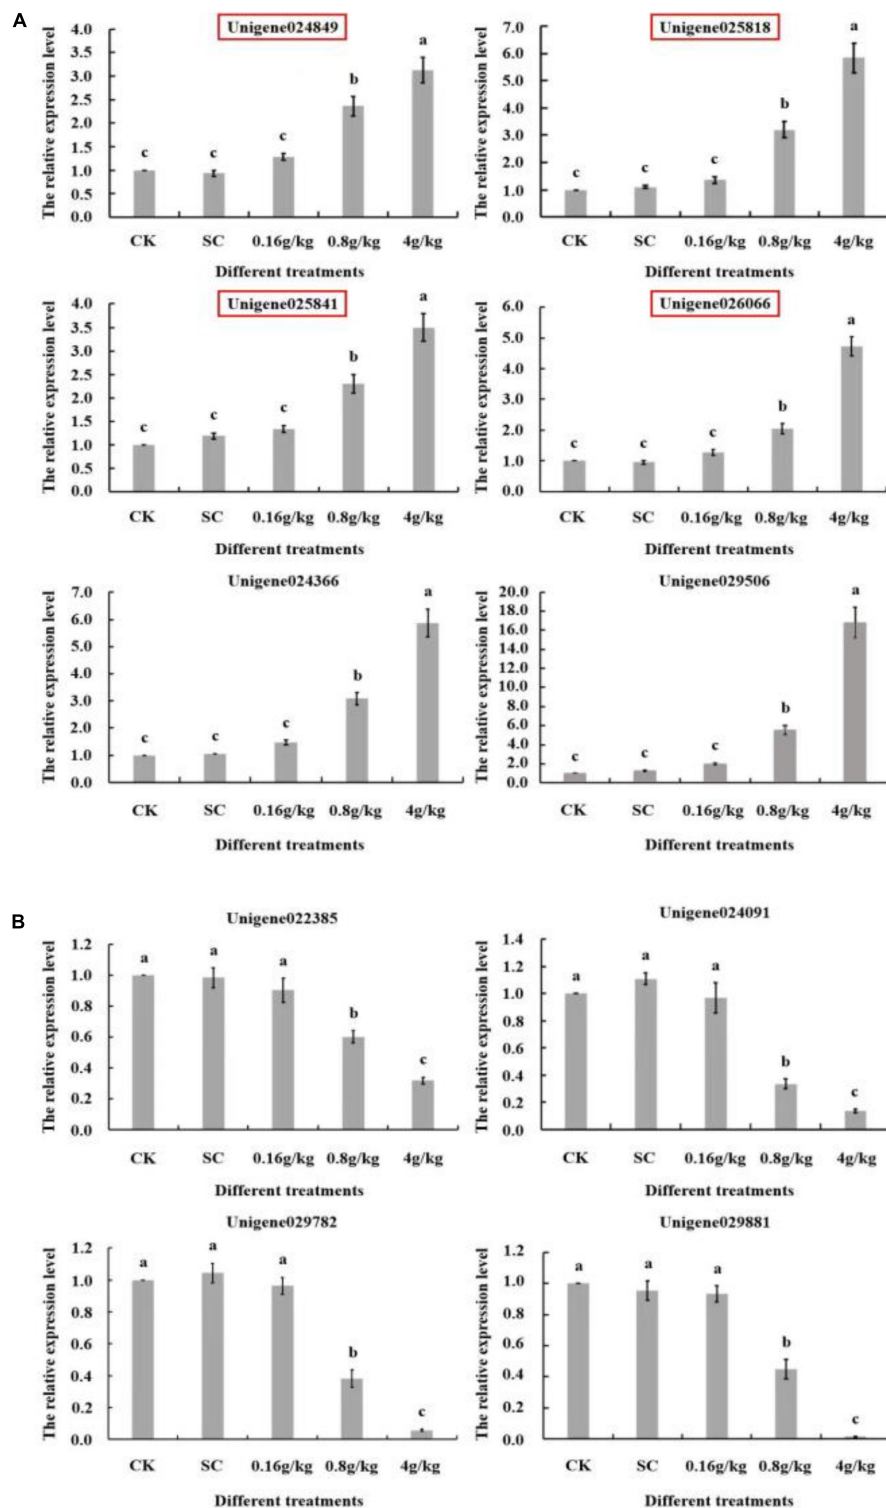 A
Unigene024849
The relative expression level
4.0
3.5
3.0
2.5
2.0
1.5
1.0
0.5
0.0
c
c
c
b
a
CK SC 0.16g/kg 0.8g/kg 4g/kg
Different treatments
Unigene025818
The relative expression level
7.0
6.0
5.0
4.0
3.0
2.0
1.0
0.0
c
c
c
b
a
CK SC 0.16g/kg 0.8g/kg 4g/kg
Different treatments
Unigene025841
The relative expression level
4.0
3.5
3.0
2.5
2.0
1.5
1.0
0.5
0.0
c
c
c
b
a
CK SC 0.16g/kg 0.8g/kg 4g/kg
Different treatments
Unigene026066
The relative expression level
6.0
5.0
4.0
3.0
2.0
1.0
0.0
c
c
c
b
a
CK SC 0.16g/kg 0.8g/kg 4g/kg
Different treatments
Unigene024366
The relative expression level
7.0
6.0
5.0
4.0
3.0
2.0
1.0
0.0
c
c
c
b
a
CK SC 0.16g/kg 0.8g/kg 4g/kg
Different treatments
Unigene029506
The relative expression level
20.0
18.0
16.0
14.0
12.0
10.0
8.0
6.0
4.0
2.0
0.0
c
c
c
b
a
CK SC 0.16g/kg 0.8g/kg 4g/kg
Different treatments
B
Unigene022385
The relative expression level
1.2
1.0
0.8
0.6
0.4
0.2
0.0
a
a
a
b
c
CK SC 0.16g/kg 0.8g/kg 4g/kg
Different treatments
Unigene024091
The relative expression level
1.4
1.2
1.0
0.8
0.6
0.4
0.2
0.0
a
a
a
b
c
CK SC 0.16g/kg 0.8g/kg 4g/kg
Different treatments
Unigene029782
The relative expression level
1.2
1.0
0.8
0.6
0.4
0.2
0.0
a
a
a
b
c
CK SC 0.16g/kg 0.8g/kg 4g/kg
Different treatments
Unigene029881
The relative expression level
1.2
1.0
0.8
0.6
0.4
0.2
0.0
a
a
a
b
c
CK SC 0.16g/kg 0.8g/kg 4g/kg
Different treatments